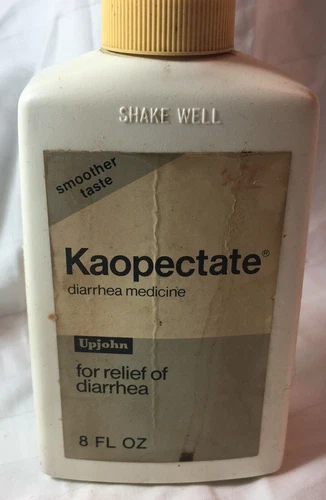 SHAKE WELL
smoother
taste
Kaopectate®
diarrhea medicine
Upjohn
for relief of
diarrhea
8 FL OZ